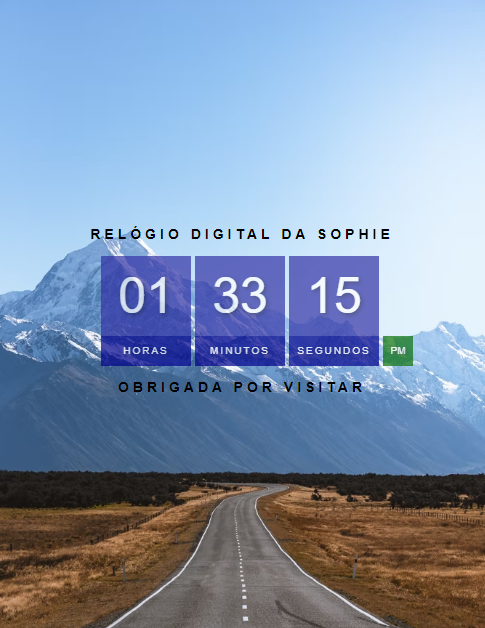 RELÓGIO DIGITAL DA SOPHIE
01 33 15
HORAS MINUTOS SEGUNDOS PM
OBRIGADA POR VISITAR